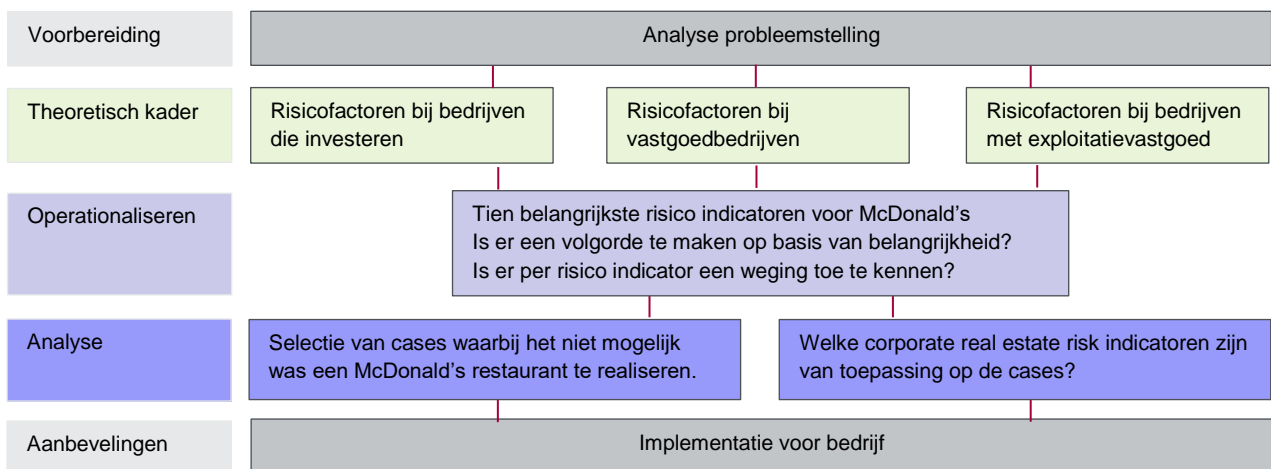 Voorbereiding
Analyse probleemstelling
Theoretisch kader
Risicofactoren bij bedrijven
die investeren
Risicofactoren bij
vastgoedbedrijven
Risicofactoren bij bedrijven
met exploitatievastgoed
Operationaliseren
Tien belangrijkste risico indicatoren voor McDonald's
Is er een volgorde te maken op basis van belangrijkheid?
Is er per risico indicator een weging toe te kennen?
Analyse
Selectie van cases waarbij het niet mogelijk
was een McDonald's restaurant te realiseren.
Welke corporate real estate risk indicatoren zijn
van toepassing op de cases?
Aanbevelingen
Implementatie voor bedrijf